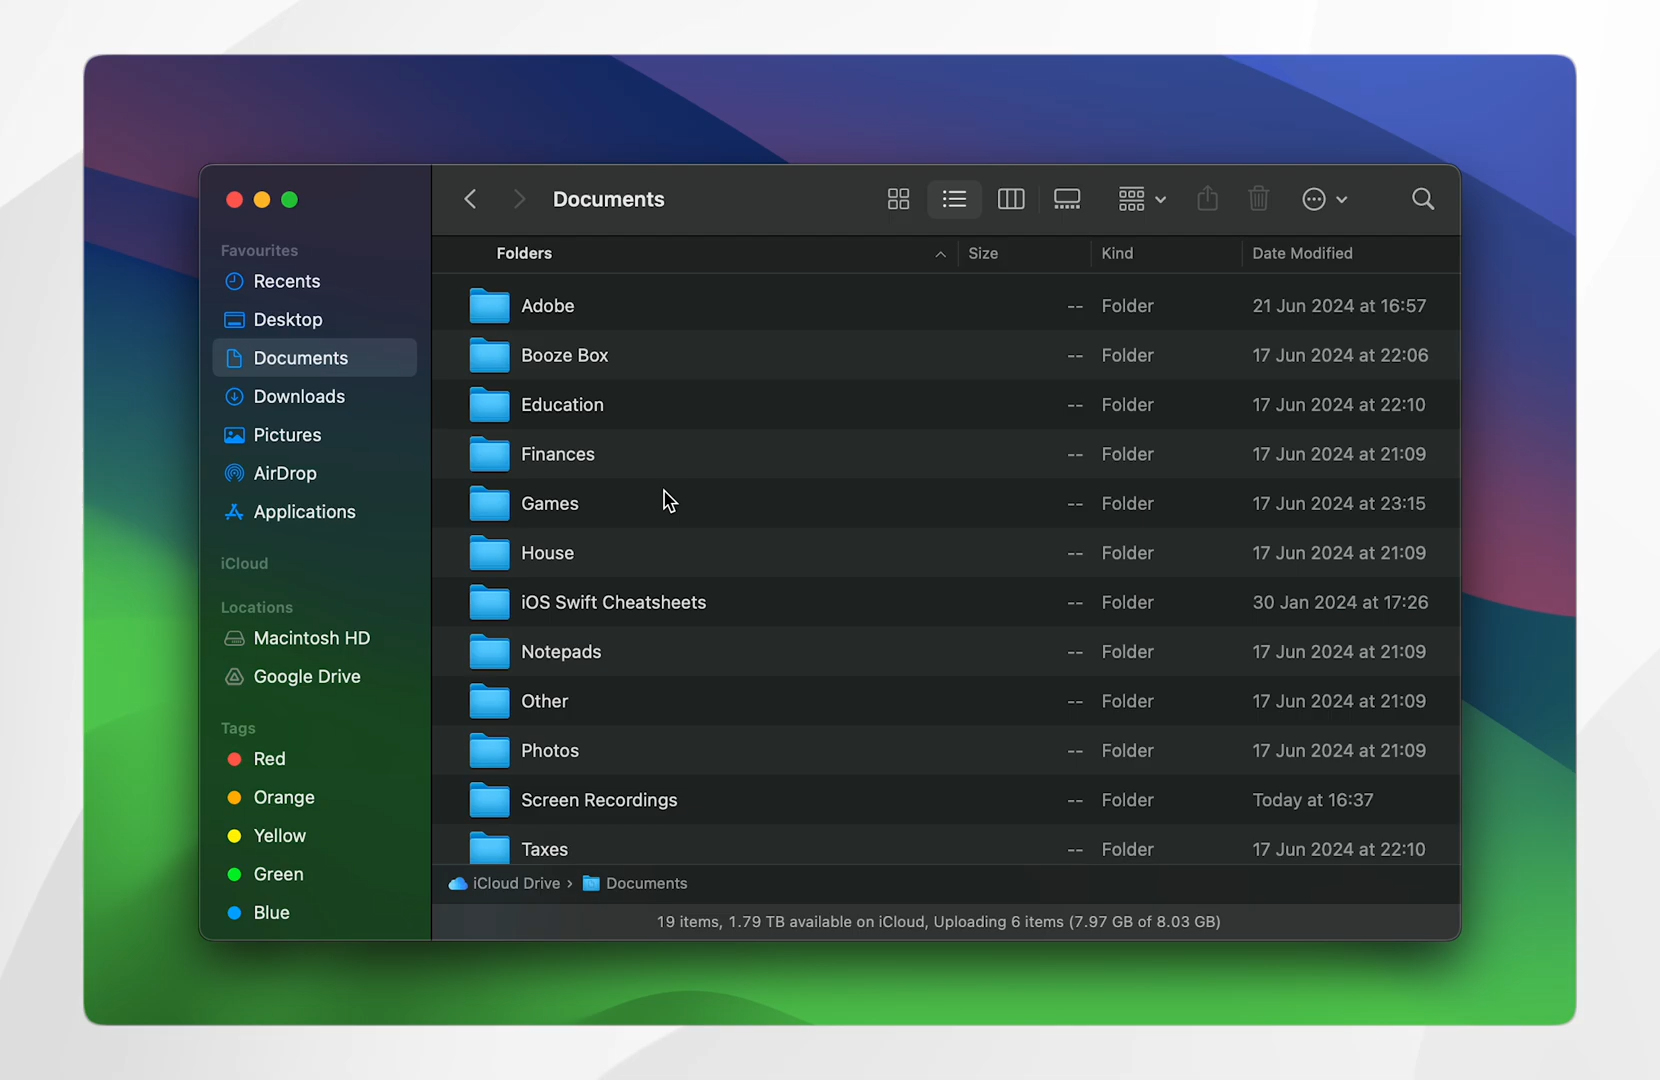 Documents
Favourites
Recents
Desktop
Documents
Downloads
Pictures
AirDrop
Applications
iCloud
Locations
Macintosh HD
Google Drive
Tags
Red
Orange
Yellow
Green
Blue
Folders Size Kind Date Modified
Adobe -- Folder 21 Jun 2024 at 16:57
Booze Box -- Folder 17 Jun 2024 at 22:06
Education -- Folder 17 Jun 2024 at 22:10
Finances -- Folder 17 Jun 2024 at 21:09
Games -- Folder 17 Jun 2024 at 23:15
House -- Folder 17 Jun 2024 at 21:09
iOS Swift Cheatsheets -- Folder 30 Jan 2024 at 17:26
Notepads -- Folder 17 Jun 2024 at 21:09
Other -- Folder 17 Jun 2024 at 21:09
Photos -- Folder 17 Jun 2024 at 21:09
Screen Recordings -- Folder Today at 16:37
Taxes -- Folder 17 Jun 2024 at 22:10
iCloud Drive › Documents
19 items, 1.79 TB available on iCloud, Uploading 6 items (7.97 GB of 8.03 GB)